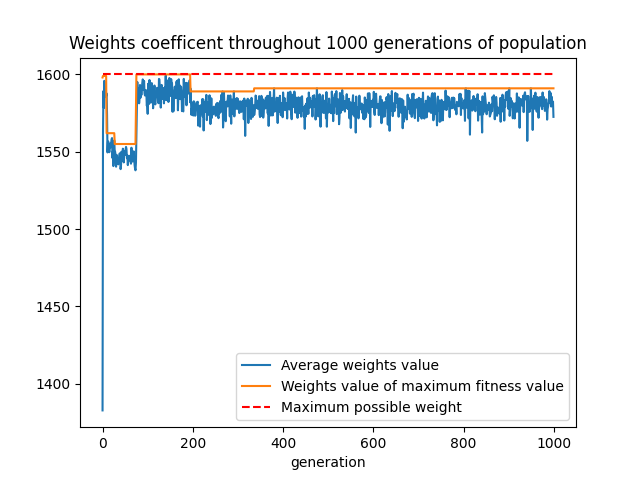 Weights coefficent throughout 1000 generations of population
1600
1550
1500
1450
1400
Average weights value
Weights value of maximum fitness value
Maximum possible weight
0 200 400 600 800 1000
generation